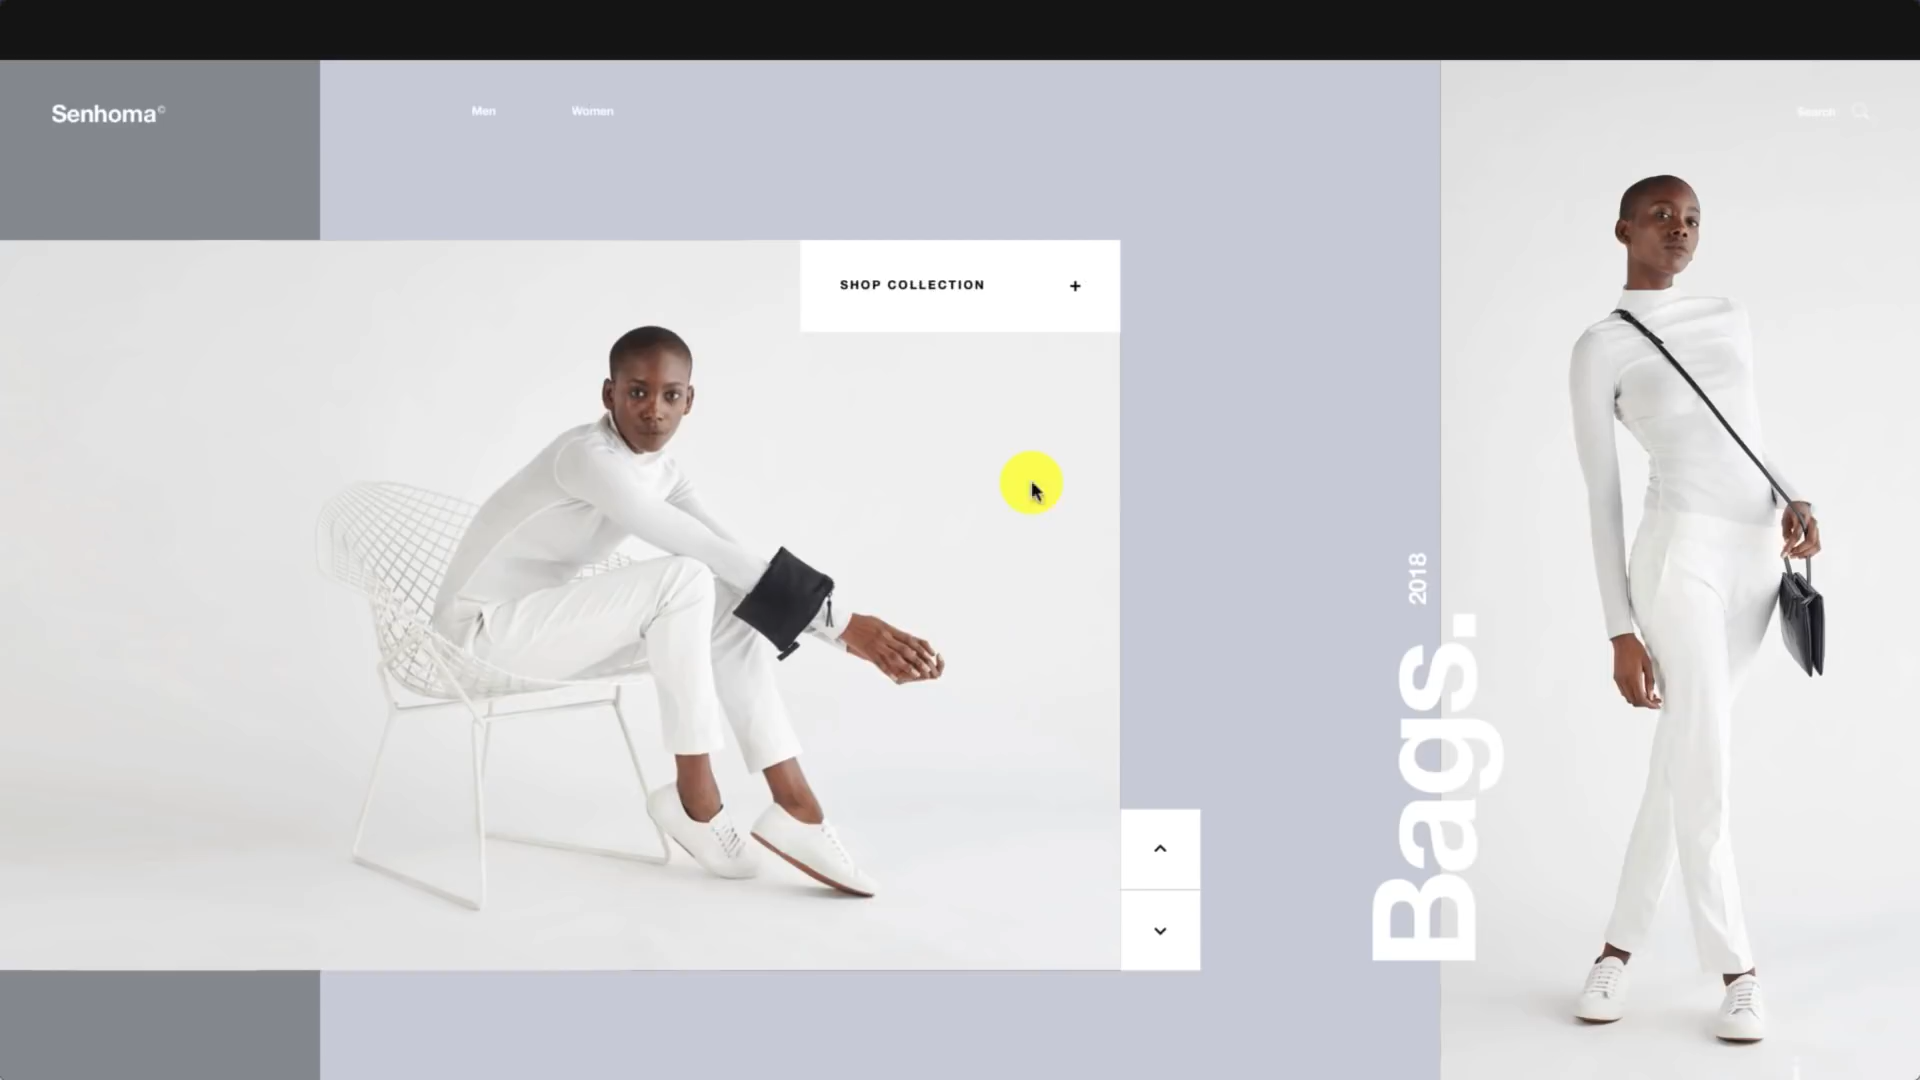 Senhoma©
Men
Women
Search
SHOP COLLECTION +
2018
Bags.